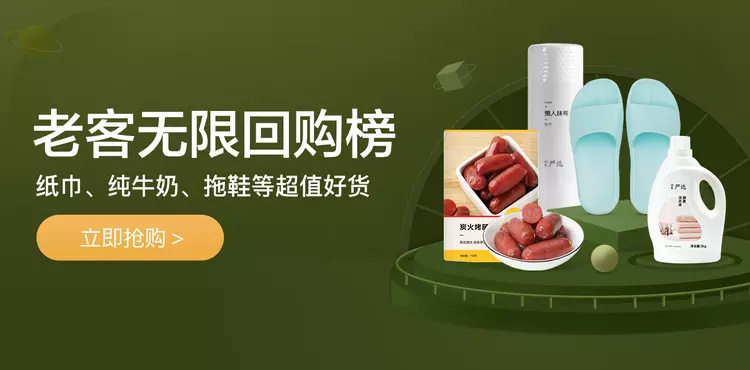 老客无限回购榜
纸巾、纯牛奶、拖鞋等超值好货
立即抢购 >
懒人抹布
严选
炭火烤肠
严选